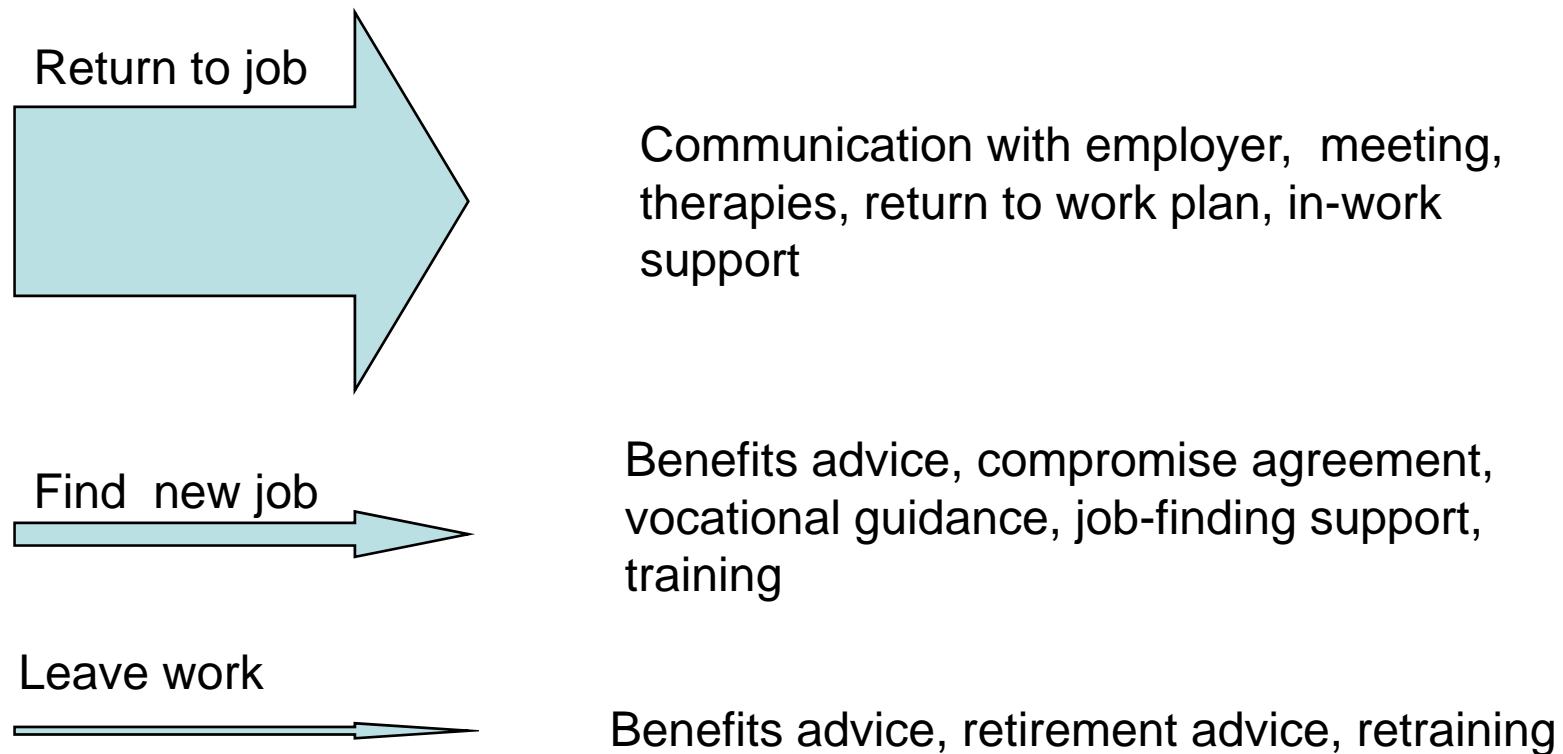 Return to job
Communication with employer,  meeting,
therapies, return to work plan, in-work
support
Find  new job
Benefits advice, compromise agreement,
vocational guidance, job-finding support,
training
Leave work
Benefits advice, retirement advice, retraining